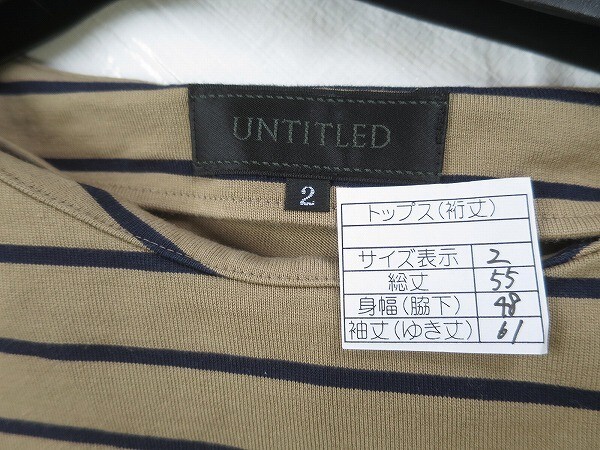 UNTITLED
2
トップス(裄丈)
サイズ表示 2
総丈 55
身幅(脇下) 48
袖丈(ゆき丈) 61